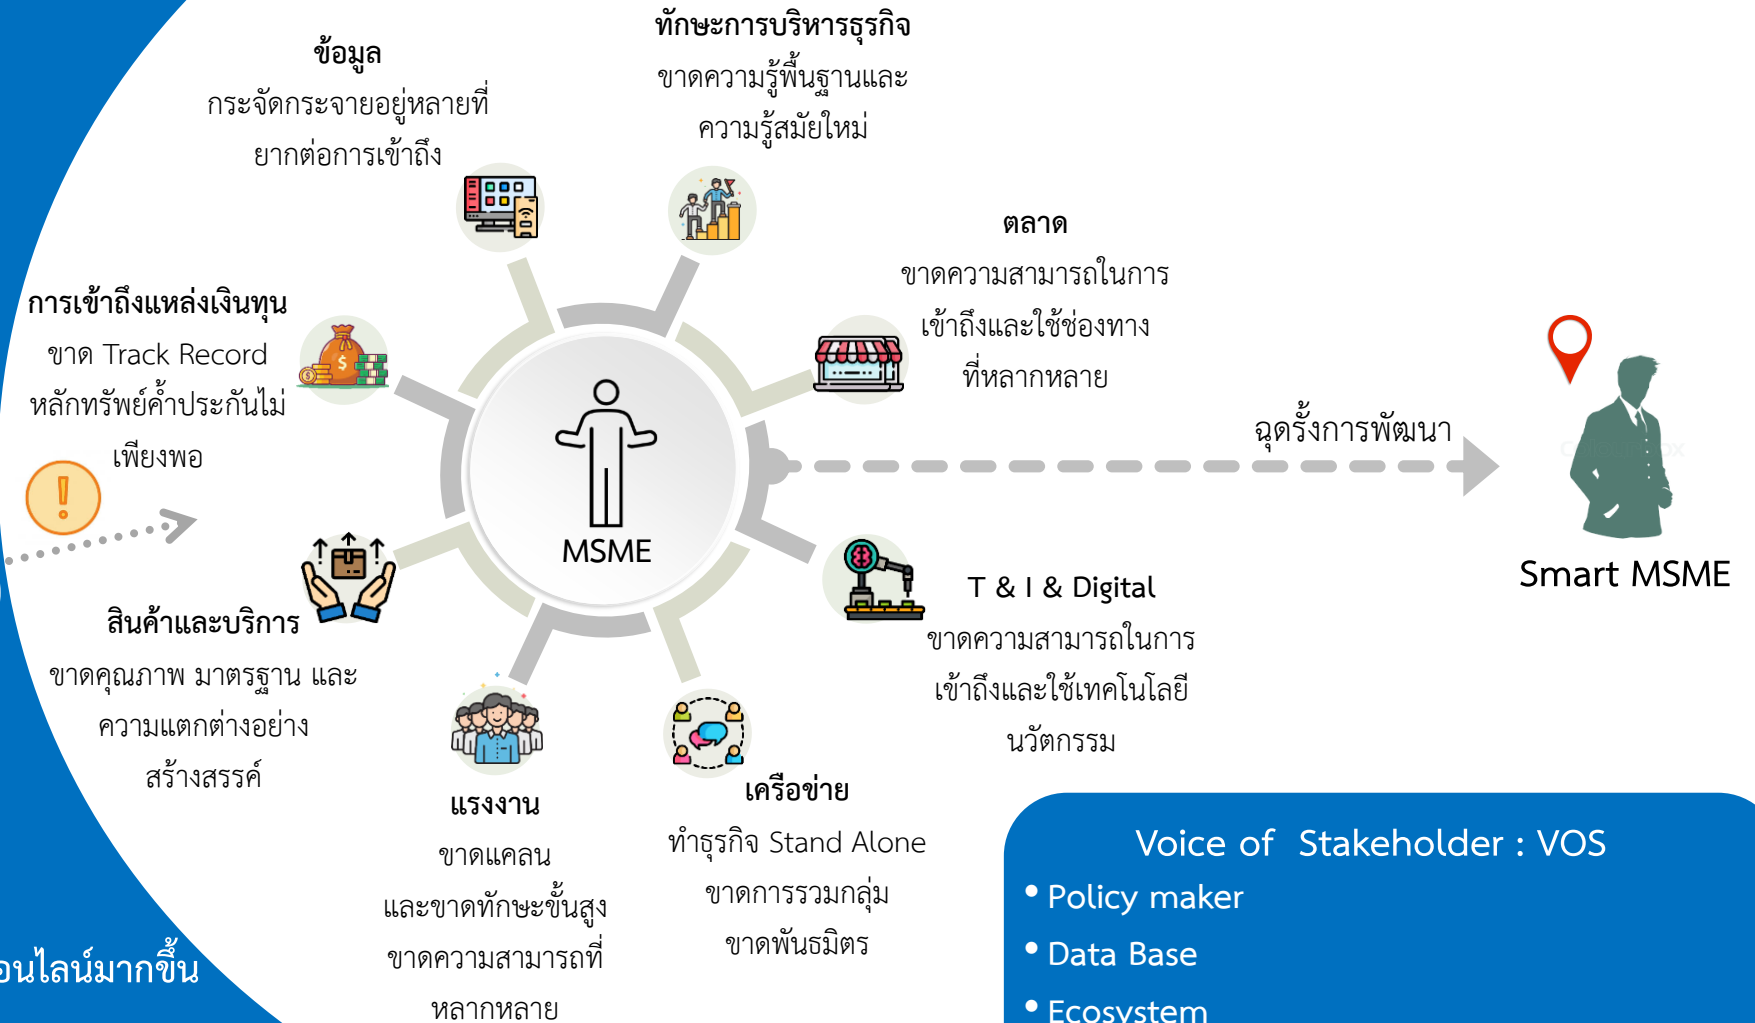 ข้อมูล
กระจัดกระจายอยู่หลายที่
ยากต่อการเข้าถึง
ทักษะการบริหารธุรกิจ
ขาดความรู้พื้นฐานและ
ความรู้สมัยใหม่
ตลาด
ขาดความสามารถในการ
เข้าถึงและใช้ช่องทาง
ที่หลากหลาย
การเข้าถึงแหล่งเงินทุน
ขาด Track Record
หลักทรัพย์ค้ำประกันไม่
เพียงพอ
MSME
ฉุดรั้งการพัฒนา
Smart MSME
T & I & Digital
ขาดความสามารถในการ
เข้าถึงและใช้เทคโนโลยี
นวัตกรรม
สินค้าและบริการ
ขาดคุณภาพ มาตรฐาน และ
ความแตกต่างอย่าง
สร้างสรรค์
แรงงาน
ขาดแคลน
และขาดทักษะขั้นสูง
ขาดความสามารถที่
หลากหลาย
เครือข่าย
ทำธุรกิจ Stand Alone
ขาดการรวมกลุ่ม
ขาดพันธมิตร
อนไลน์มากขึ้น
Voice of Stakeholder : VOS
• Policy maker
• Data Base
• Ecosystem